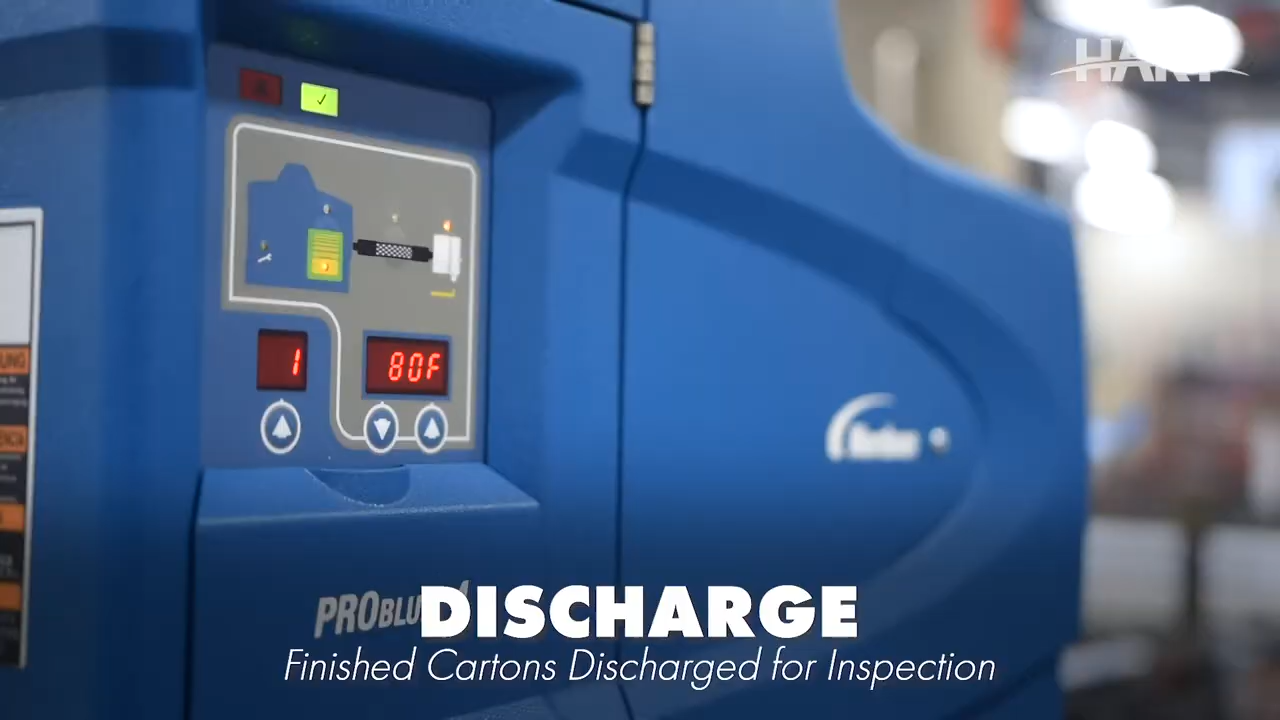 HART
1
80F
PROBLU
DISCHARGE
Finished Cartons Discharged for Inspection